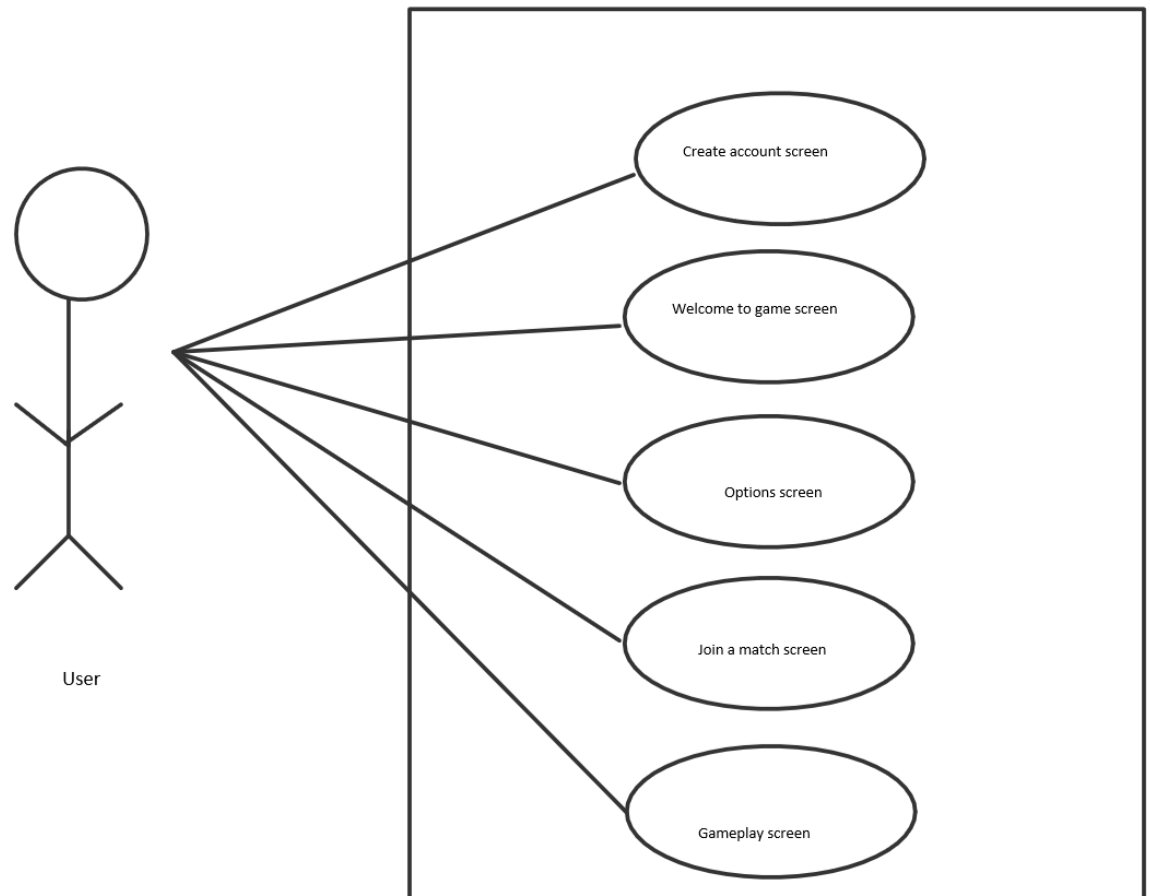 Create account screen
Welcome to game screen
Options screen
Join a match screen
User
Gameplay screen